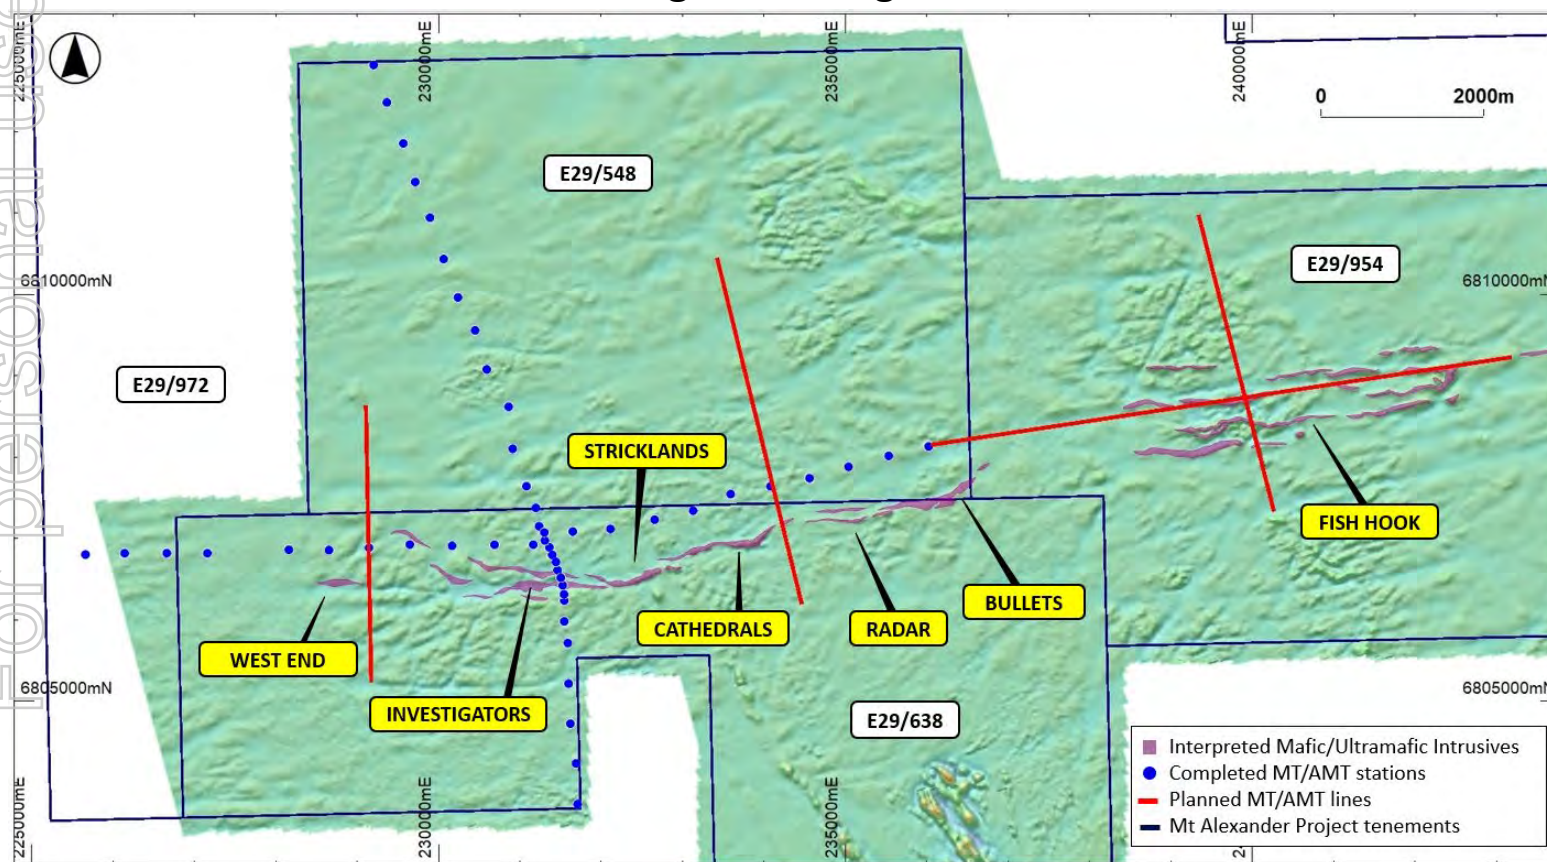 For personal use
225000mE
230000mE
235000mE
240000mE
0 2000m
E29/548
E29/954
6810000mN
6810000mN
E29/972
STRICKLANDS
FISH HOOK
BULLETS
CATHEDRALS
RADAR
WEST END
6805000mN
6805000mN
INVESTIGATORS
E29/638
Interpreted Mafic/Ultramafic Intrusives
Completed MT/AMT stations
Planned MT/AMT lines
Mt Alexander Project tenements
225000mE
230000mE
235000mE